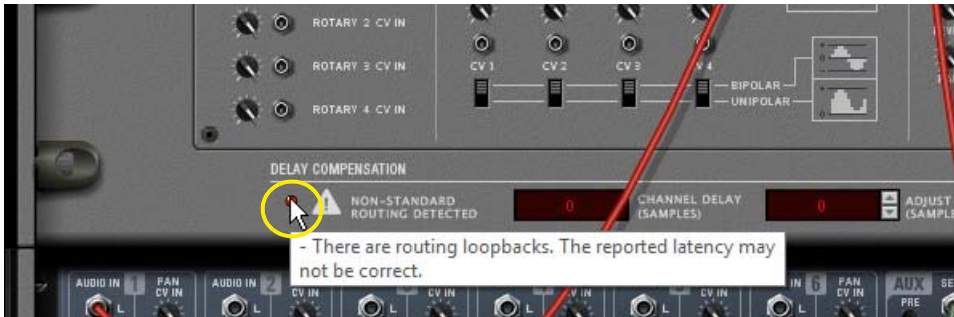 ROTARY 2 CV IN
ROTARY 3 CV IN
CV 1
CV 2
CV 3
4
BIPOLAR
UNIPOLAR
ROTARY 4 CV IN
DELAY COMPENSATION
NON-STANDARD
ROUTING DETECTED
0
CHANNEL DELAY
(SAMPLES)
0
ADJUST
- There are routing loopbacks. The reported latency may
not be correct.
AUDIO IN 1 PAN
CV IN
L
AUDIO IN 2
CV IN
L
CV IN
L
L
CV IN
L
IN 6 PAN
CV IN
L
AUX
PRE